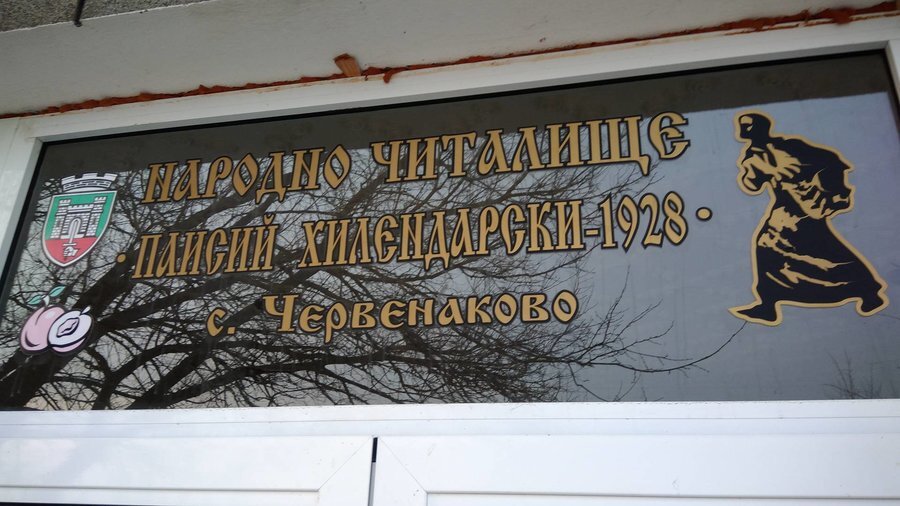 НАРОДНО ЧИТАЛИЩЕ
· ПАИСИЙ ХИЛЕНДАРСКИ-1928 ·
с. ЧЕРВЕНАКОВО